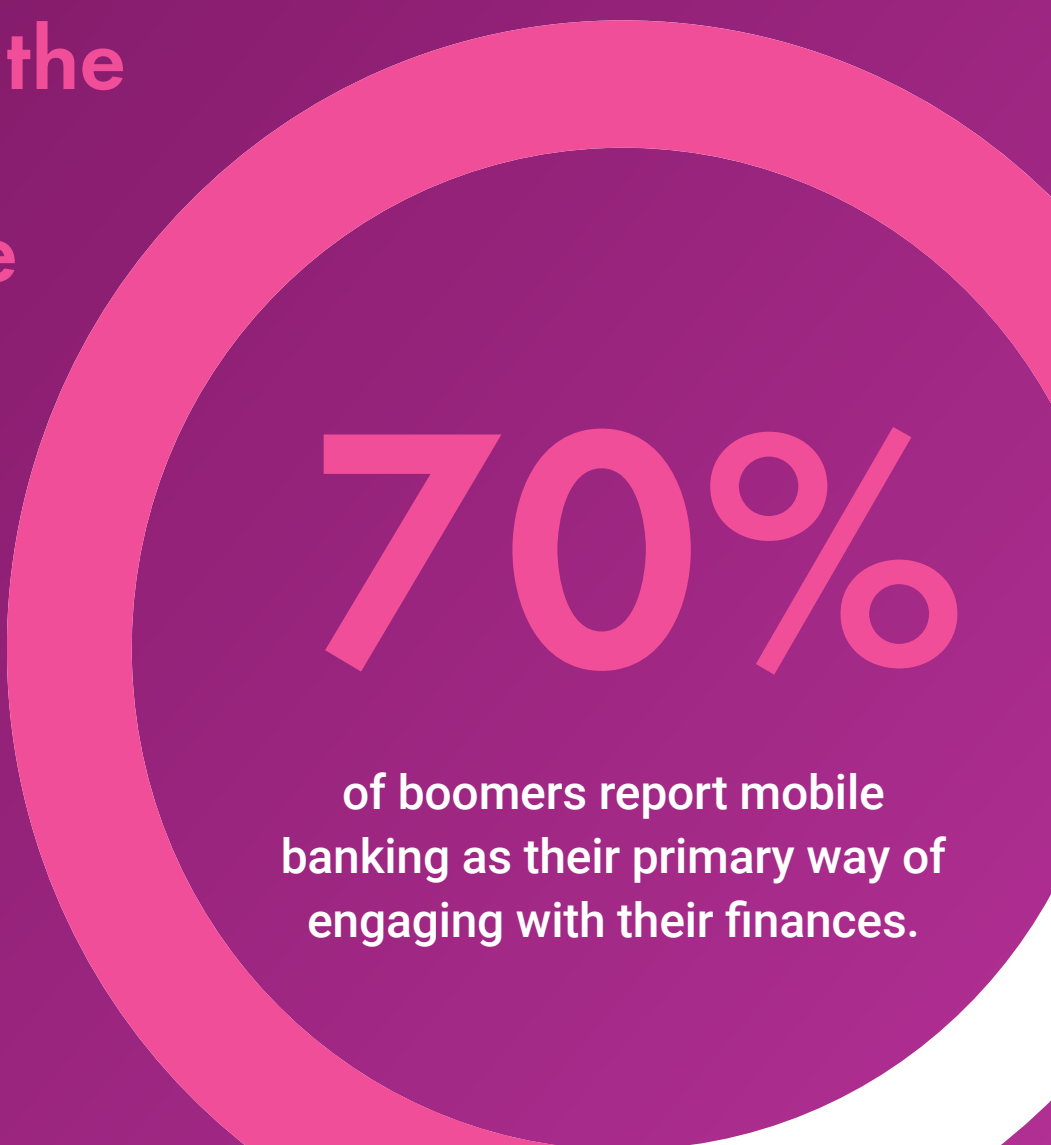 the
e
70%
of boomers report mobile
banking as their primary way of
engaging with their finances.